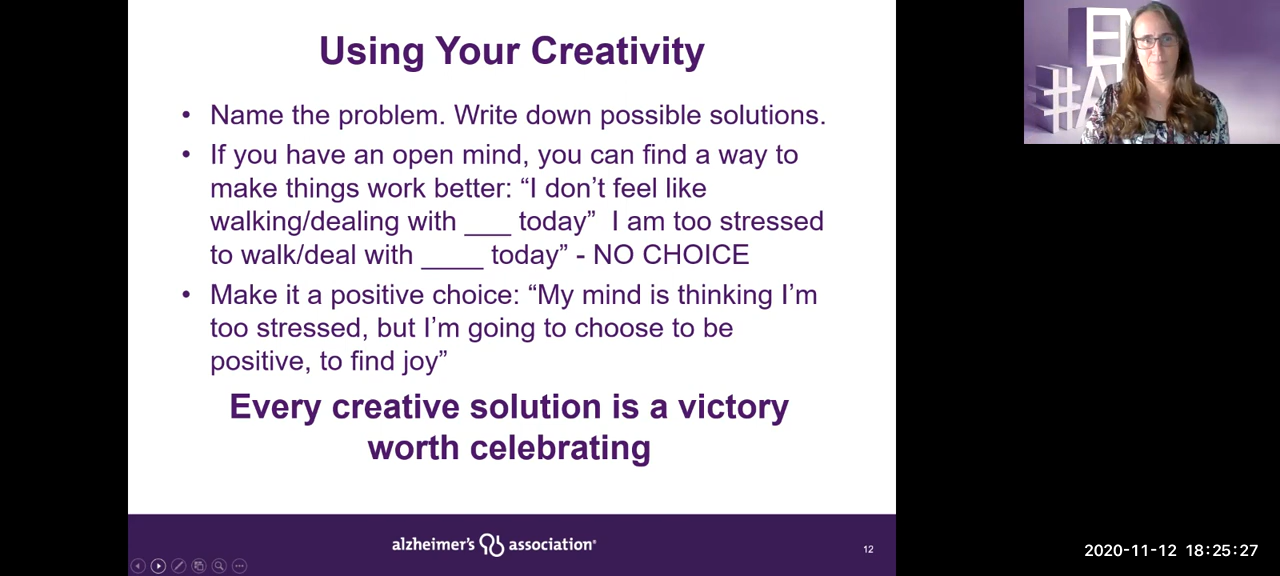 Using Your Creativity
• Name the problem. Write down possible solutions.
• If you have an open mind, you can find a way to
make things work better: “I don’t feel like
walking/dealing with ___ today”  I am too stressed
to walk/deal with ____ today” - NO CHOICE
• Make it a positive choice: “My mind is thinking I’m
too stressed, but I’m going to choose to be
positive, to find joy”
Every creative solution is a victory
worth celebrating
alzheimer’s association®
12
2020-11-12 18:25:27